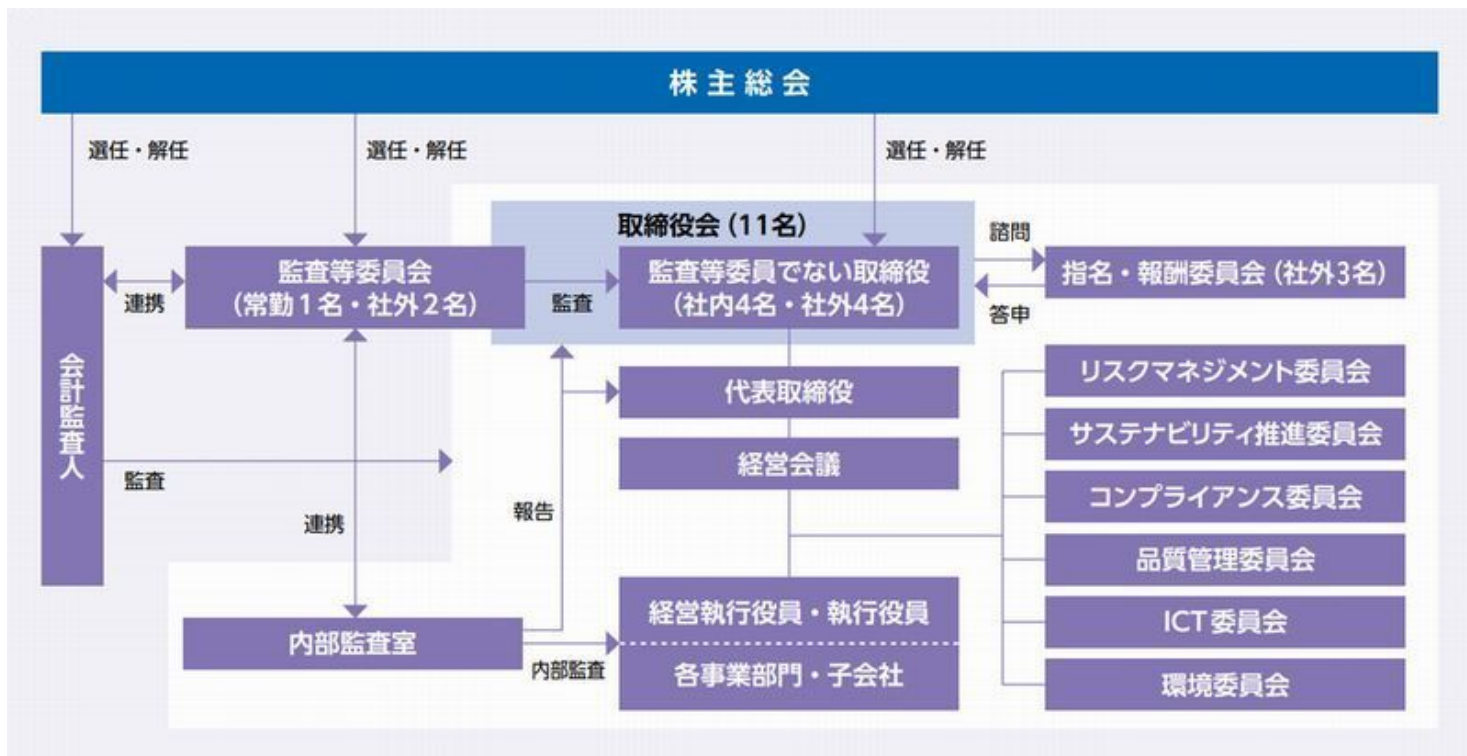 株主総会
選任・解任
選任・解任
選任・解任
取締役会(11名)
監査等委員会
(常勤1名・社外2名)
監査
監査等委員でない取締役
(社内4名・社外4名)
諮問
答申
指名・報酬委員会(社外3名)
連携
会計監査人
監査
連携
報告
代表取締役
経営会議
リスクマネジメント委員会
サステナビリティ推進委員会
コンプライアンス委員会
品質管理委員会
ICT委員会
環境委員会
内部監査室
内部監査
経営執行役員・執行役員
各事業部門・子会社